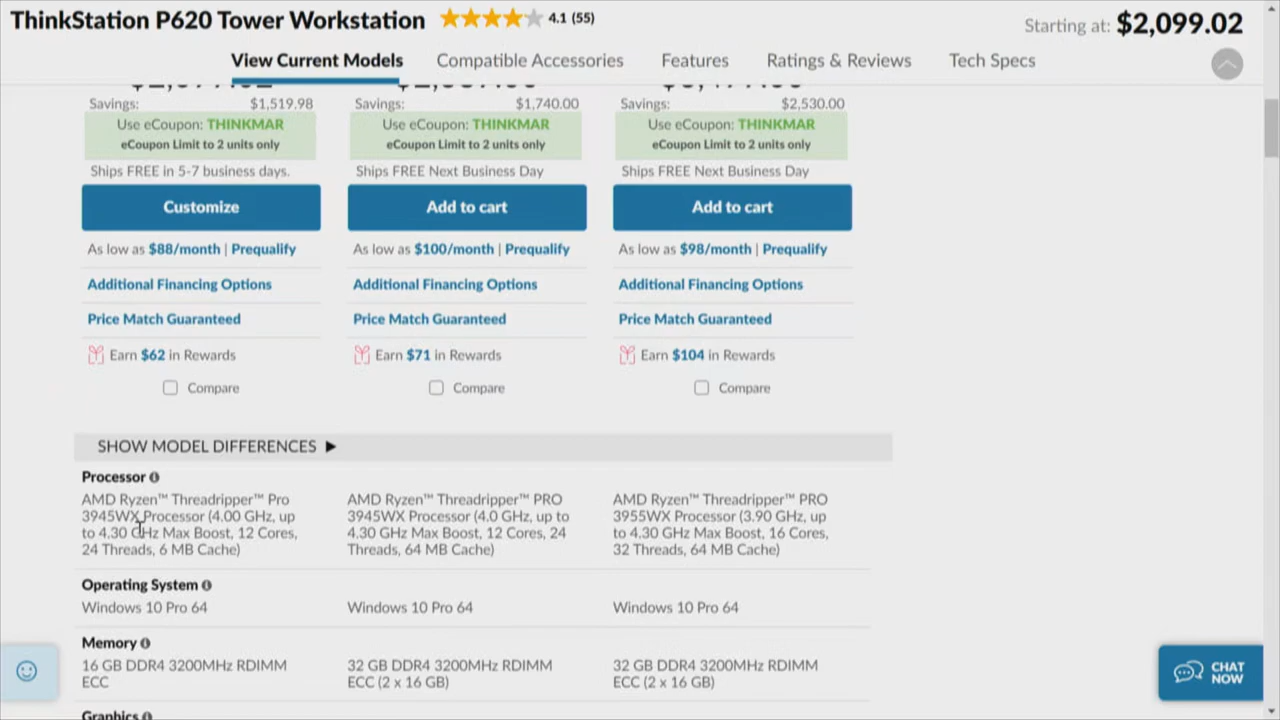 ThinkStation P620 Tower Workstation
4.1 (55)
Starting at: $2,099.02
View Current Models
Compatible Accessories
Features
Ratings & Reviews
Tech Specs
Savings: $1,519.98
Use eCoupon: THINKMAR
eCoupon Limit to 2 units only
Ships FREE in 5-7 business days.
Customize
As low as $88/month | Prequalify
Additional Financing Options
Price Match Guaranteed
Earn $62 in Rewards
Compare
Savings: $1,740.00
Use eCoupon: THINKMAR
eCoupon Limit to 2 units only
Ships FREE Next Business Day
Add to cart
As low as $100/month | Prequalify
Additional Financing Options
Price Match Guaranteed
Earn $71 in Rewards
Compare
Savings: $2,530.00
Use eCoupon: THINKMAR
eCoupon Limit to 2 units only
Ships FREE Next Business Day
Add to cart
As low as $98/month | Prequalify
Additional Financing Options
Price Match Guaranteed
Earn $104 in Rewards
Compare
SHOW MODEL DIFFERENCES ▶
Processor
AMD Ryzen™ Threadripper™ Pro
3945WX Processor (4.00 GHz, up
to 4.30 GHz Max Boost, 12 Cores,
24 Threads, 6 MB Cache)
AMD Ryzen™ Threadripper™ PRO
3945WX Processor (4.0 GHz, up to
4.30 GHz Max Boost, 12 Cores, 24
Threads, 64 MB Cache)
AMD Ryzen™ Threadripper™ PRO
3955WX Processor (3.90 GHz, up
to 4.30 GHz Max Boost, 16 Cores,
32 Threads, 64 MB Cache)
Operating System
Windows 10 Pro 64
Windows 10 Pro 64
Windows 10 Pro 64
Memory
16 GB DDR4 3200MHz RDIMM
ECC
32 GB DDR4 3200MHz RDIMM
ECC (2 x 16 GB)
32 GB DDR4 3200MHz RDIMM
ECC (2 x 16 GB)
Graphics
CHAT
NOW